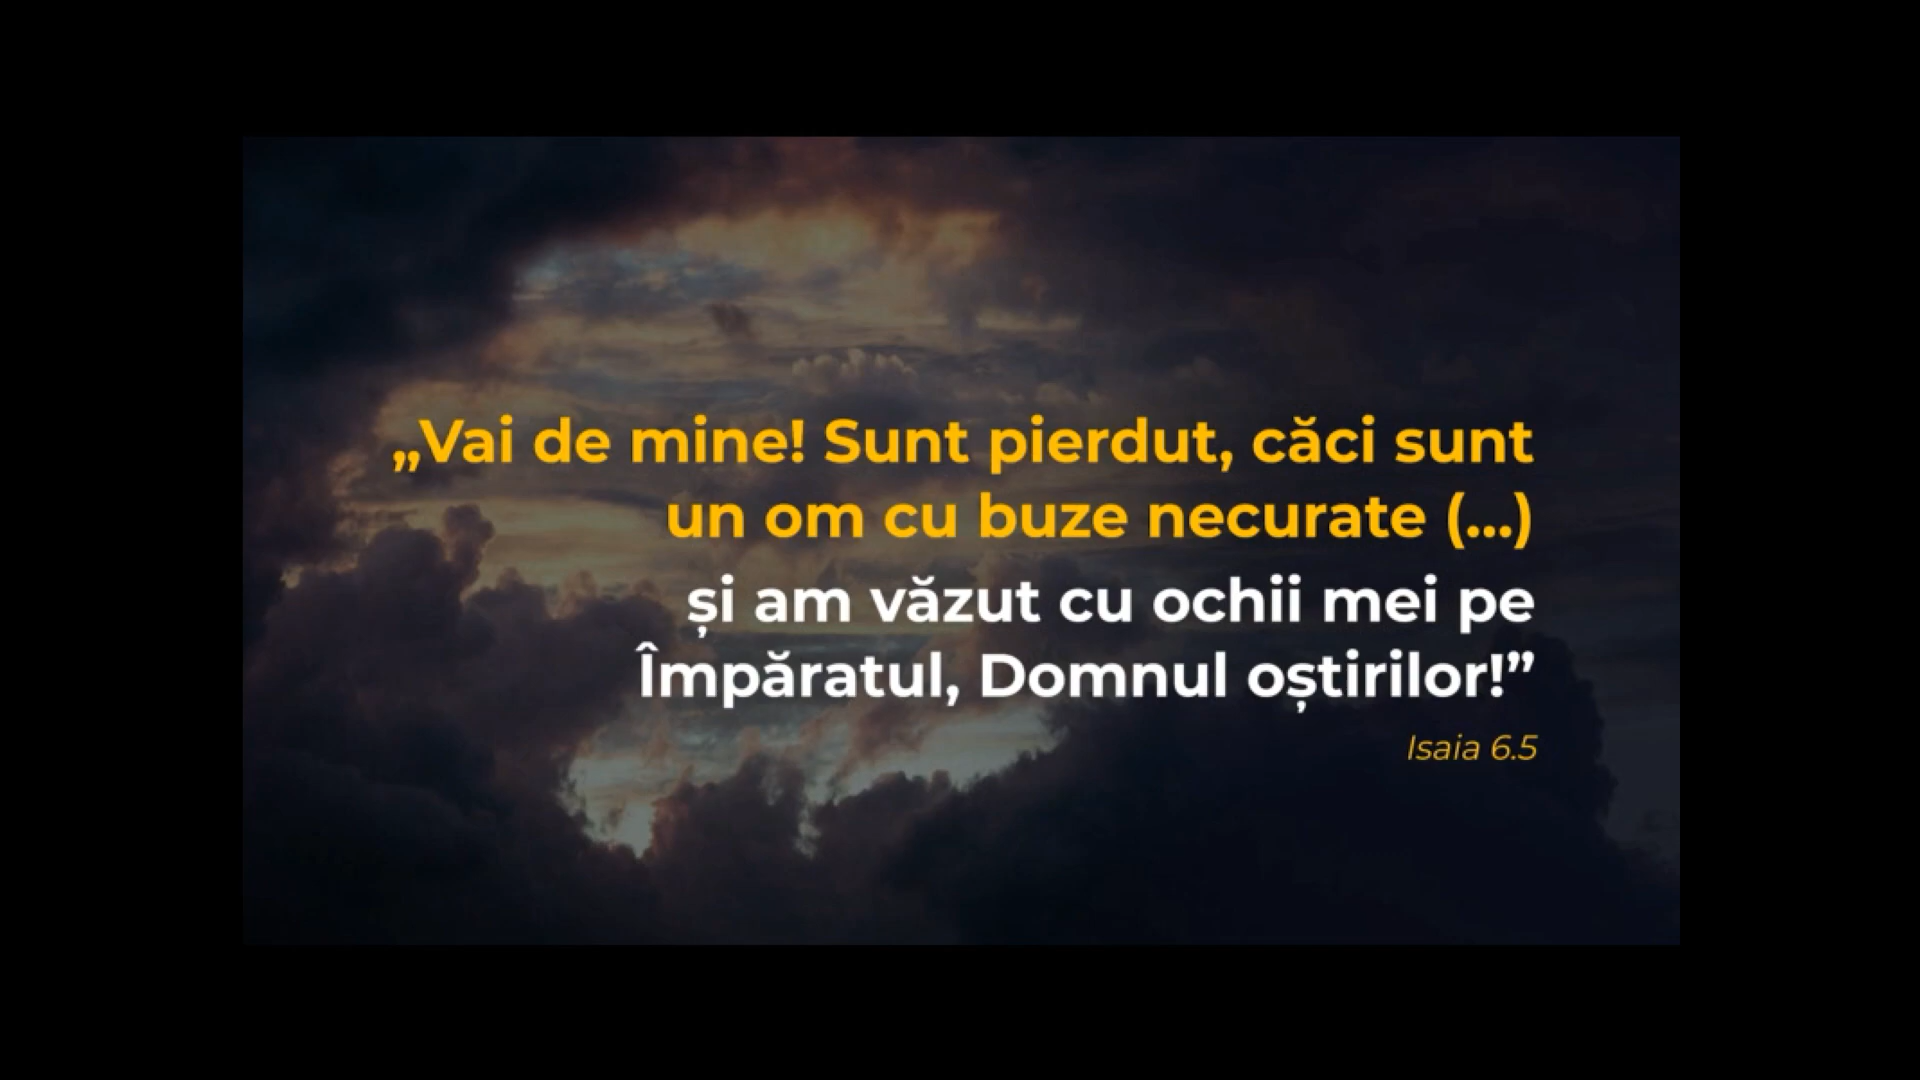 „Vai de mine! Sunt pierdut, căci sunt
un om cu buze necurate (...)
și am văzut cu ochii mei pe
Împăratul, Domnul oștirilor!”
Isaia 6.5